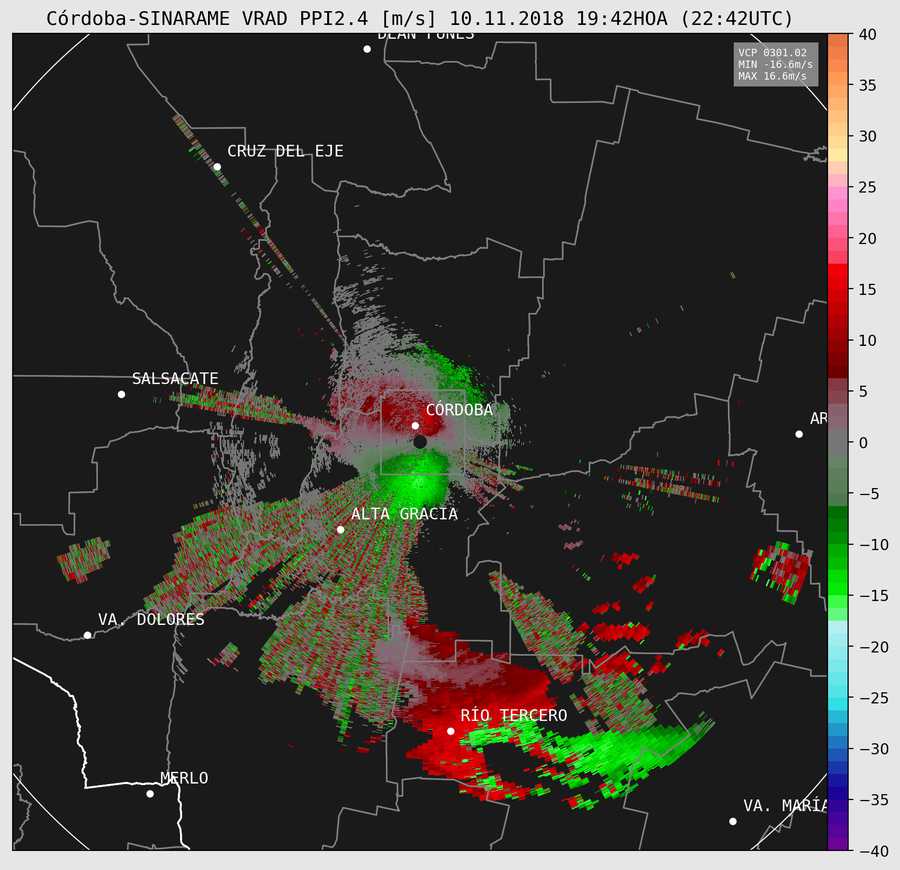 Córdoba-SINARAME VRAD PPI2.4 [m/s] 10.11.2018 19:42HOA (22:42UTC)
DEÁN FUNES
VCP 0301.02
MIN -16.6m/s
MAX 16.6m/s
CRUZ DEL EJE
SALSACATE
CÓRDOBA
AR
ALTA GRACIA
VA. DOLORES
RÍO TERCERO
MERLO
VA. MARÍA
40
35
30
25
20
15
10
5
0
−5
−10
−15
−20
−25
−30
−35
−40